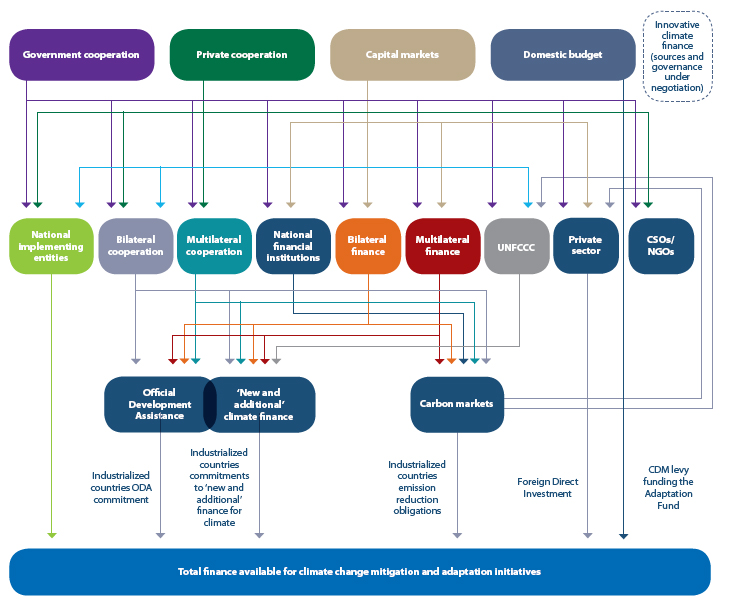 Government cooperation
Private cooperation
Capital markets
Domestic budget
Innovative
climate
finance
(sources and
governance
under
negotiation)
National
implementing
entities
Bilateral
cooperation
Multilateral
cooperation
National
financial
institutions
Bilateral
finance
Multilateral
finance
UNFCCC
Private
sector
CSOs/
NGOs
Official
Development
Assistance
‘New and
additional’
climate finance
Carbon markets
Industrialized
countries ODA
commitment
Industrialized
countries
commitments
to ‘new and
additional’
finance for
climate
Industrialized
countries
emission
reduction
obligations
Foreign Direct
Investment
CDM levy
funding the
Adaptation
Fund
Total finance available for climate change mitigation and adaptation initiatives